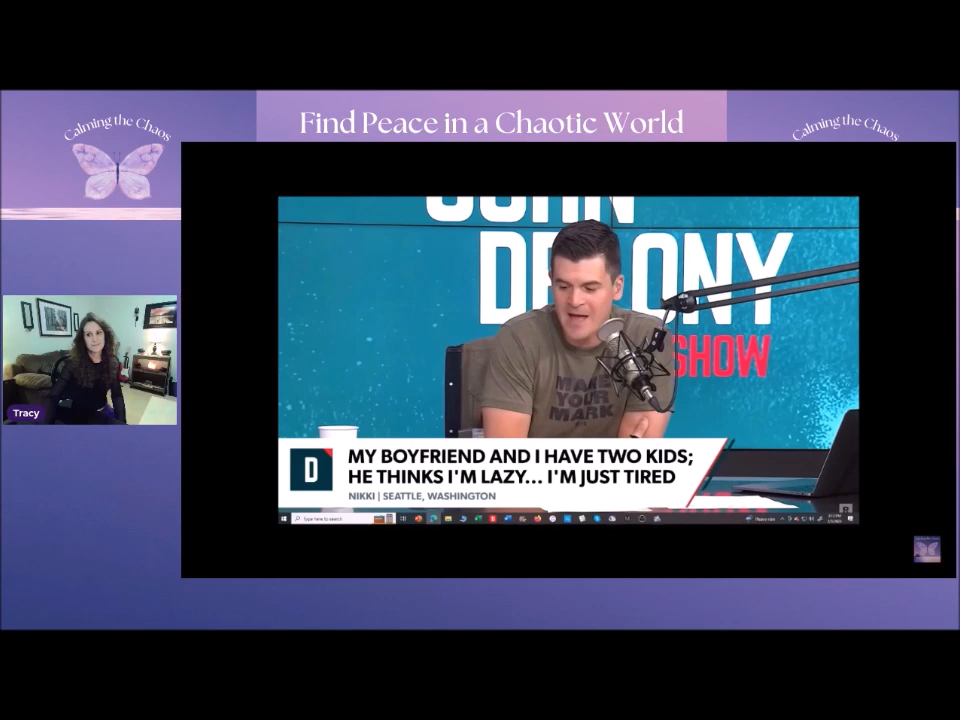 Calming the Chaos
Find Peace in a Chaotic World
Calming the Chaos
JOHN
DELONY
SHOW
MAKE
YOUR
MARK
Tracy
D
MY BOYFRIEND AND I HAVE TWO KIDS;
HE THINKS I'M LAZY... I'M JUST TIRED
NIKKI | SEATTLE, WASHINGTON
Type here to search